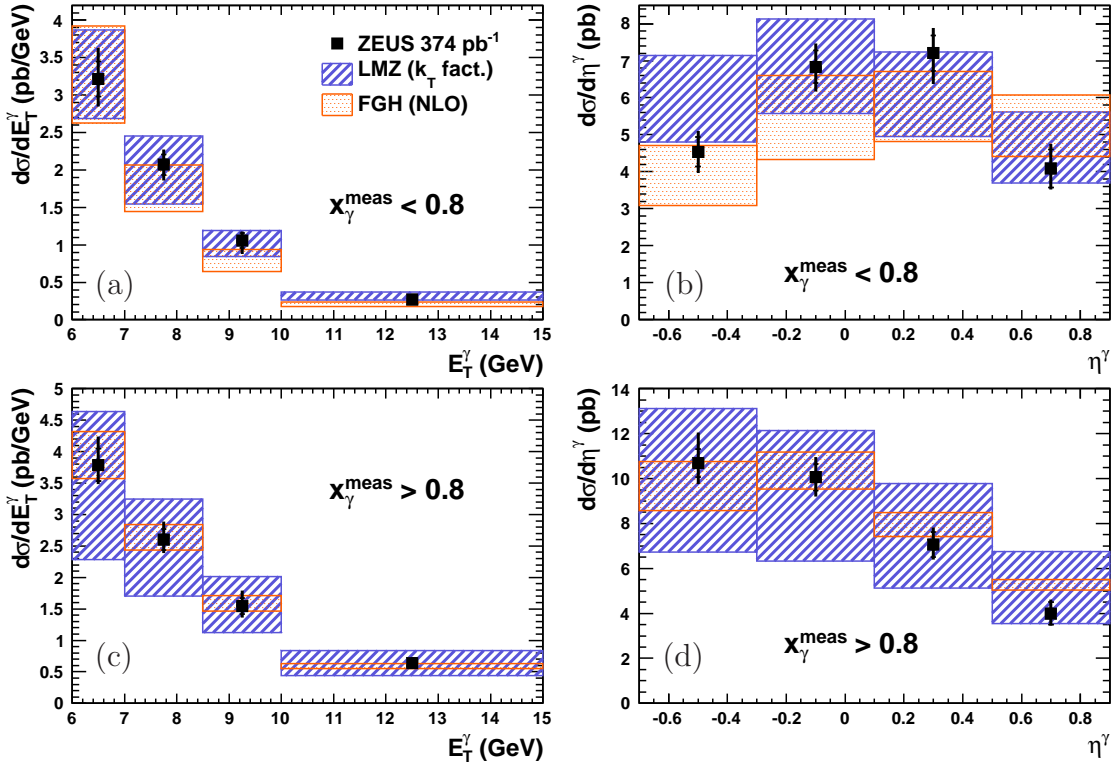 dσ/dE_T^γ (pb/GeV)
4
3.5
3
2.5
2
1.5
1
0.5
0
ZEUS 374 pb⁻¹
LMZ (k_T fact.)
FGH (NLO)
x_γ^meas < 0.8
(a)
6 7 8 9 10 11 12 13 14 15
E_T^γ (GeV)
dσ/dη^γ (pb)
8
7
6
5
4
3
2
1
0
x_γ^meas < 0.8
(b)
-0.6 -0.4 -0.2 0 0.2 0.4 0.6 0.8
η^γ
dσ/dE_T^γ (pb/GeV)
5
4.5
4
3.5
3
2.5
2
1.5
1
0.5
0
x_γ^meas > 0.8
(c)
6 7 8 9 10 11 12 13 14 15
E_T^γ (GeV)
dσ/dη^γ (pb)
14
12
10
8
6
4
2
0
x_γ^meas > 0.8
(d)
-0.6 -0.4 -0.2 0 0.2 0.4 0.6 0.8
η^γ